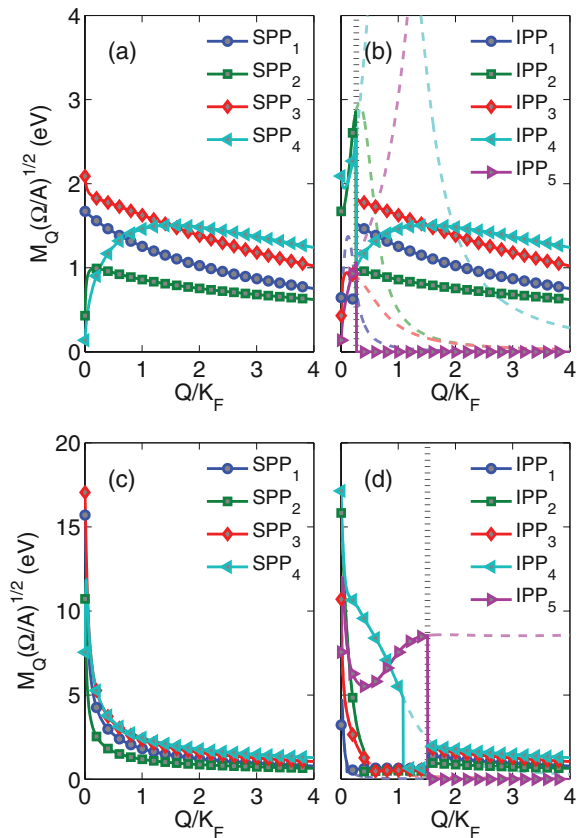 (a)
SPP1
SPP2
SPP3
SPP4
4
3
2
1
0
0 1 2 3 4
Q/KF
MQ(Ω/A)1/2 (eV)
(b)
IPP1
IPP2
IPP3
IPP4
IPP5
0 1 2 3 4
Q/KF
(c)
SPP1
SPP2
SPP3
SPP4
20
15
10
5
0
0 1 2 3 4
Q/KF
MQ(Ω/A)1/2 (eV)
(d)
IPP1
IPP2
IPP3
IPP4
IPP5
0 1 2 3 4
Q/KF